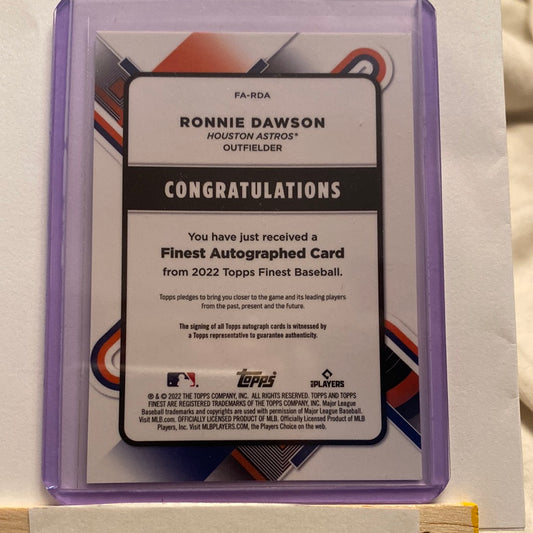 FA-RDA
RONNIE DAWSON
HOUSTON ASTROS®
OUTFIELDER
CONGRATULATIONS
You have just received a
Finest Autographed Card
from 2022 Topps Finest Baseball.
Topps pledges to bring you closer to the game and its leading players
from the past, present and the future.
The signing of all Topps autograph cards is witnessed by
a Topps representative to guarantee authenticity.
topps
PLAYERS
® & © 2022 THE TOPPS COMPANY, INC. ALL RIGHTS RESERVED. TOPPS AND TOPPS
FINEST ARE REGISTERED TRADEMARKS OF THE TOPPS COMPANY, INC. Major League
Baseball trademarks and copyrights are used with permission of Major League Baseball.
Visit MLB.com. OFFICIALLY LICENSED PRODUCT OF MLB. Officially Licensed Product of MLB
Players, Inc. Visit MLBPLAYERS.COM, the Players Choice on the web.